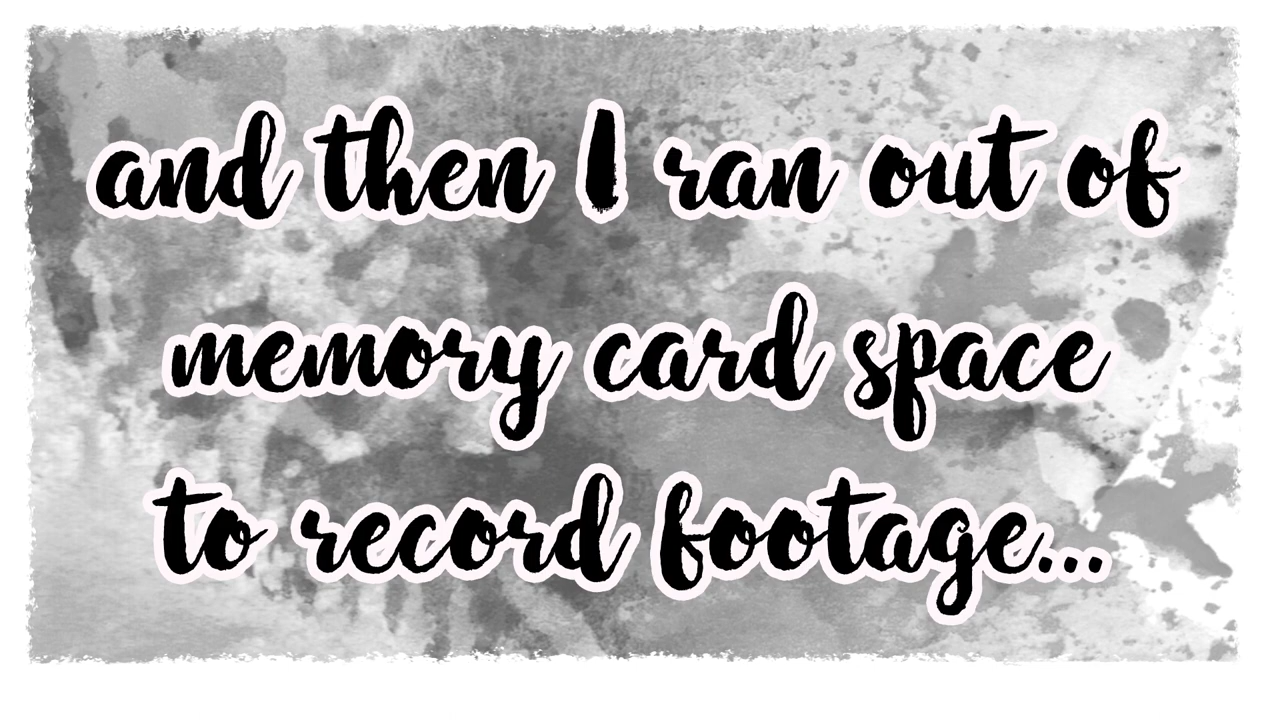 and then I ran out of
memory card space
to record footage...